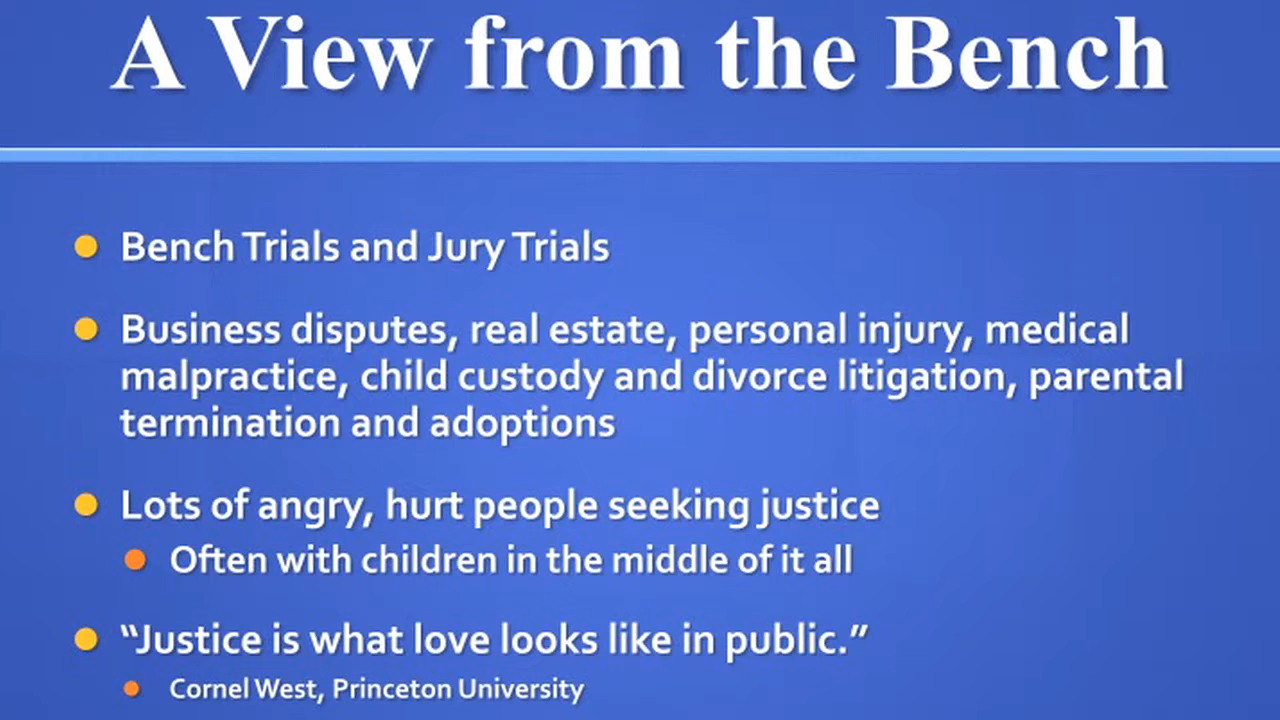 A View from the Bench
Bench Trials and Jury Trials
Business disputes, real estate, personal injury, medical
malpractice, child custody and divorce litigation, parental
termination and adoptions
Lots of angry, hurt people seeking justice
Often with children in the middle of it all
“Justice is what love looks like in public.”
Cornel West, Princeton University